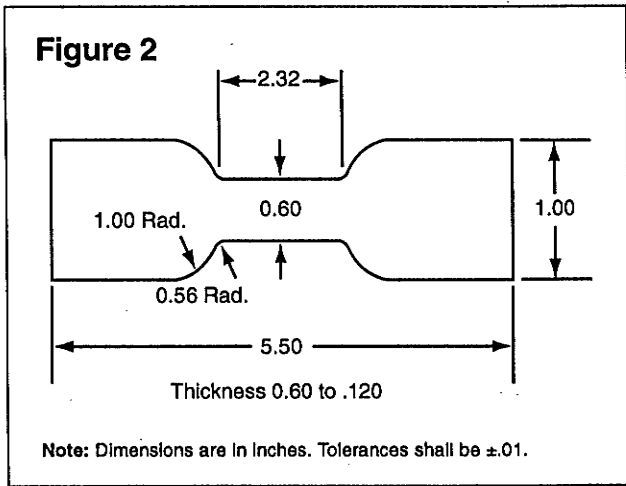 Figure 2
2.32
1.00 Rad.
0.60
1.00
0.56 Rad.
5.50
Thickness 0.60 to .120
Note: Dimensions are in inches. Tolerances shall be ±.01.